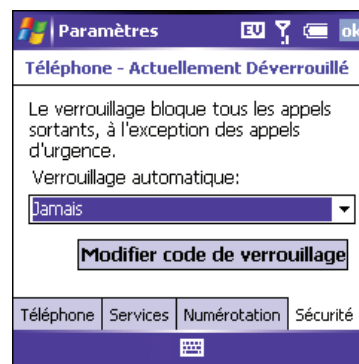 Paramètres EV ok
Téléphone - Actuellement Déverrouillé
Le verrouillage bloque tous les appels
sortants, à l'exception des appels
d'urgence.
Verrouillage automatique:
Jamais
Modifier code de verrouillage
Téléphone Services Numérotation Sécurité